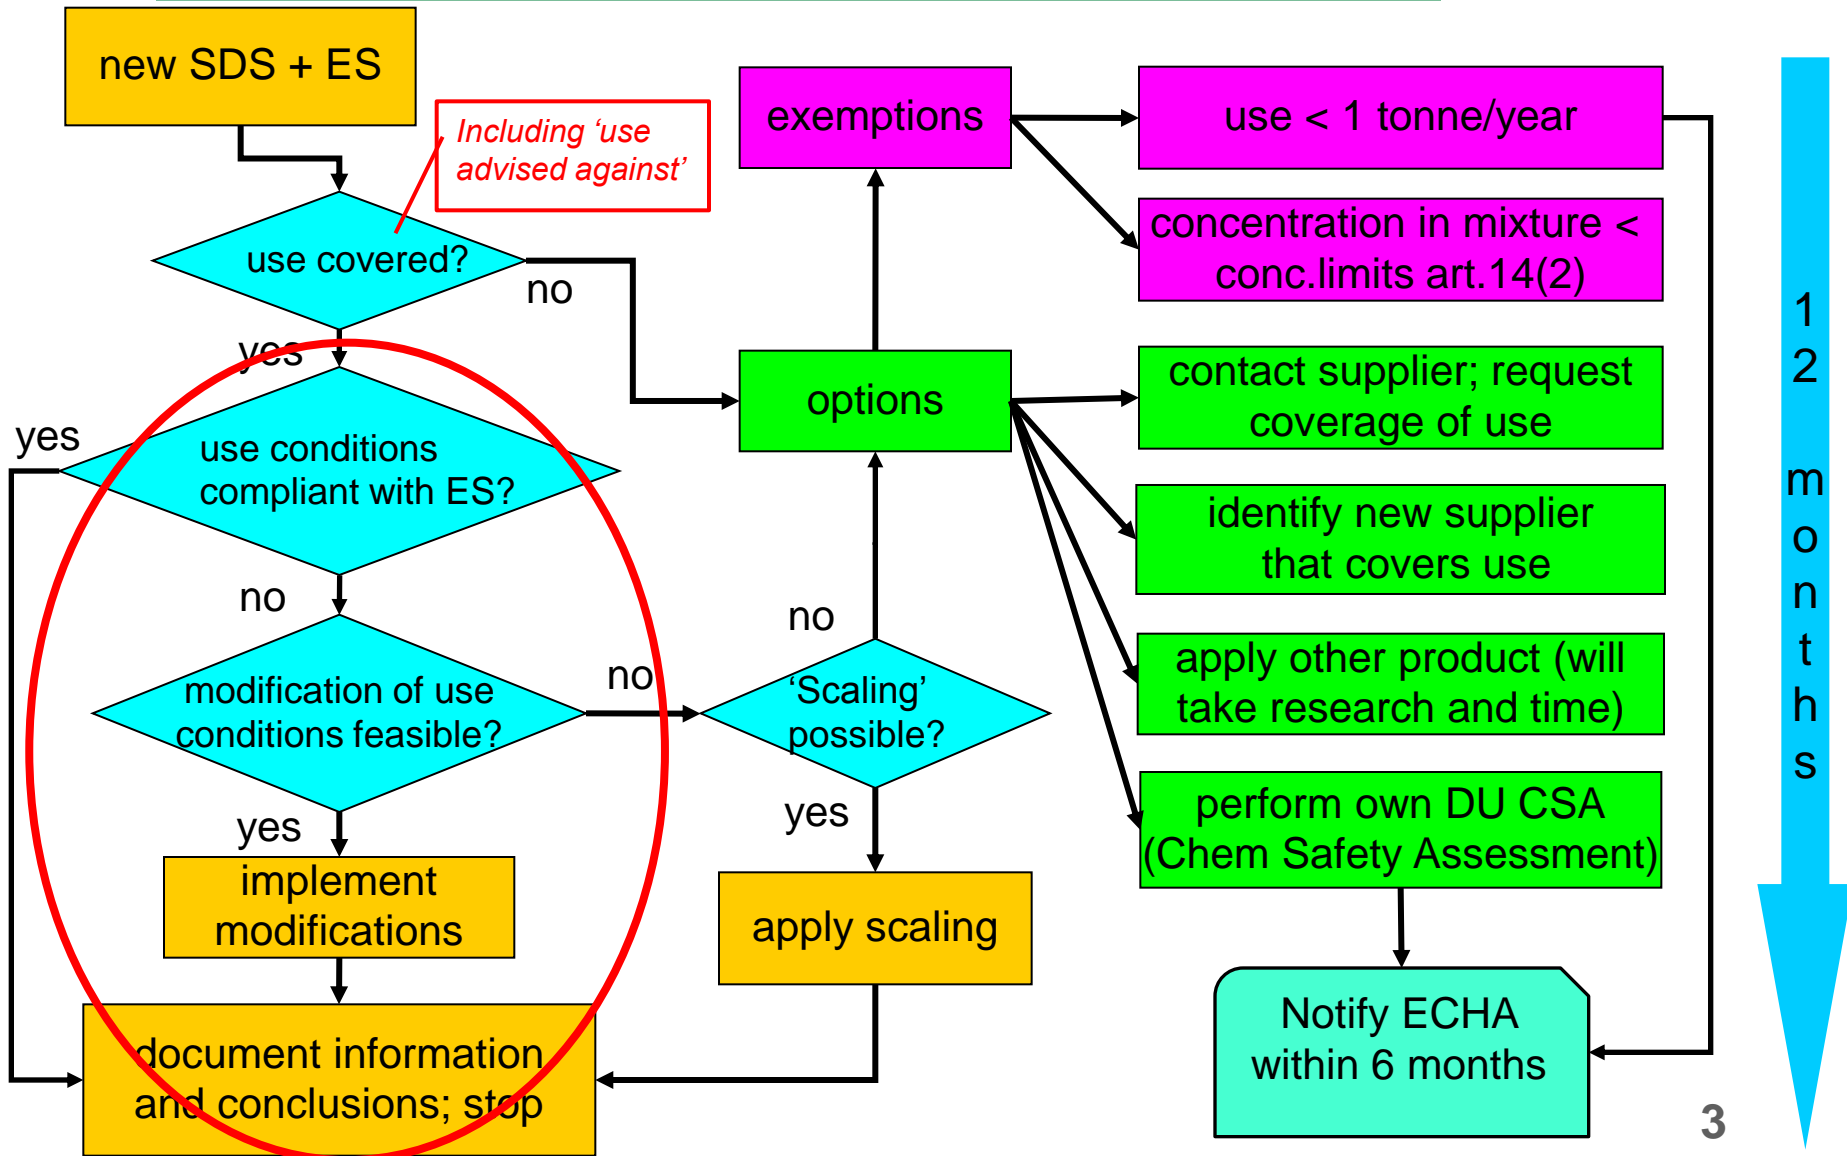 new SDS + ES
Including ‘use
advised against’
use covered?
no
yes
yes
use conditions
compliant with ES?
no
modification of use
conditions feasible?
no
yes
implement
modifications
document information
and conclusions; stop
exemptions
options
no
‘Scaling’
possible?
yes
apply scaling
use < 1 tonne/year
concentration in mixture <
conc.limits art.14(2)
contact supplier; request
coverage of use
identify new supplier
that covers use
apply other product (will
take research and time)
perform own DU CSA
(Chem Safety Assessment)
Notify ECHA
within 6 months
12 months
3